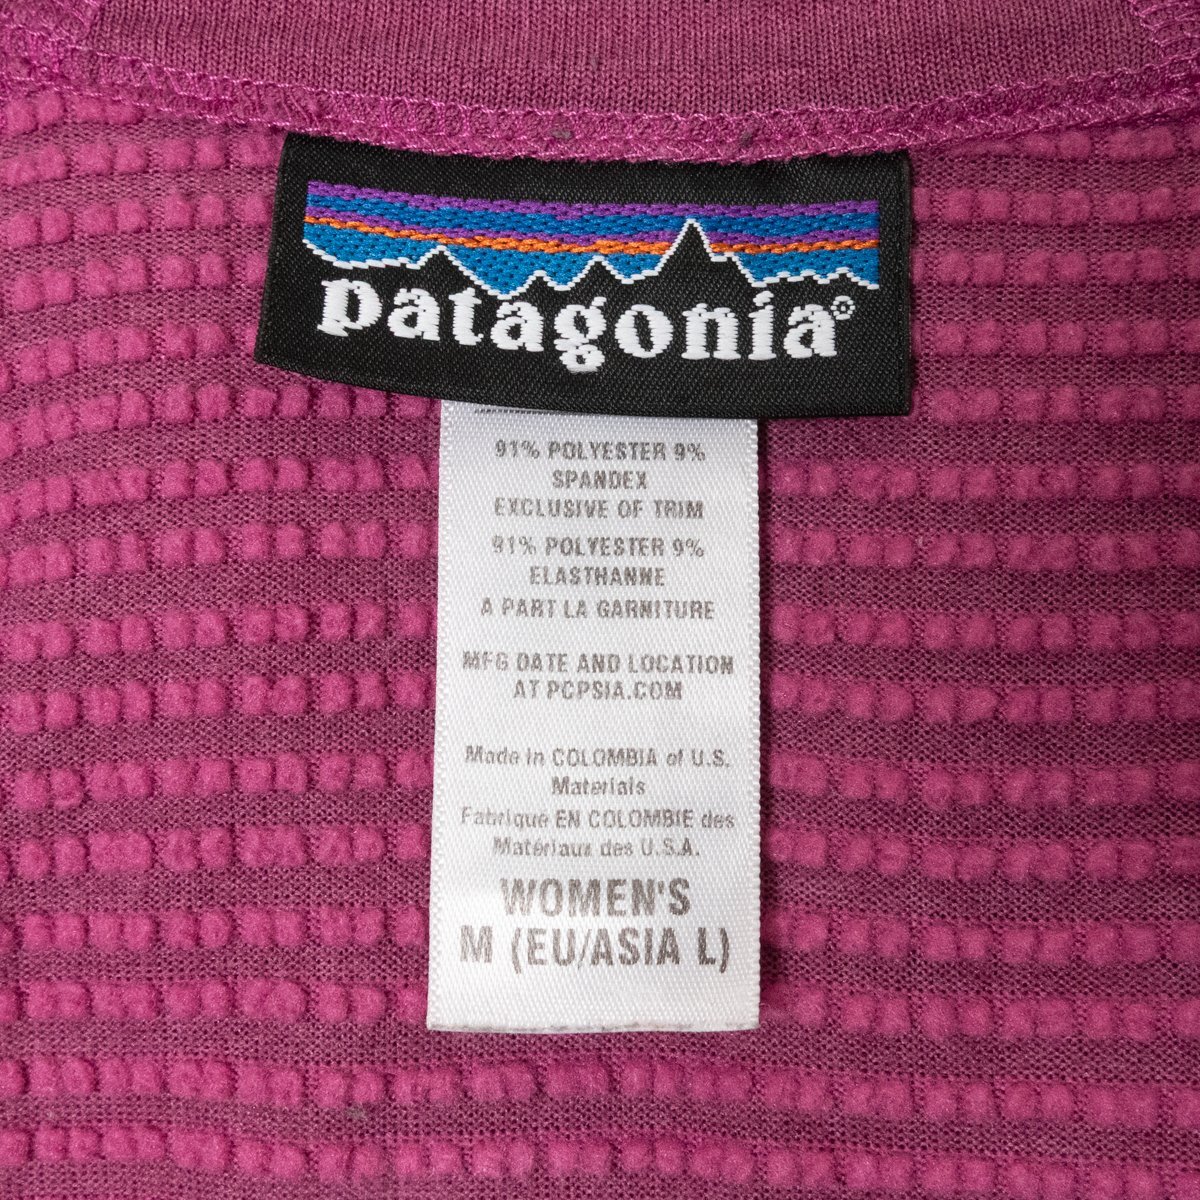 patagonia®
91% POLYESTER 9%
SPANDEX
EXCLUSIVE OF TRIM
91% POLYESTER 9%
ELASTHANNE
A PART LA GARNITURE
MFG DATE AND LOCATION
AT PCPSIA.COM
Made in COLOMBIA of U.S.
Materials
Fabrique EN COLOMBIE des
Materiaux des U.S.A.
WOMEN'S
M (EU/ASIA L)